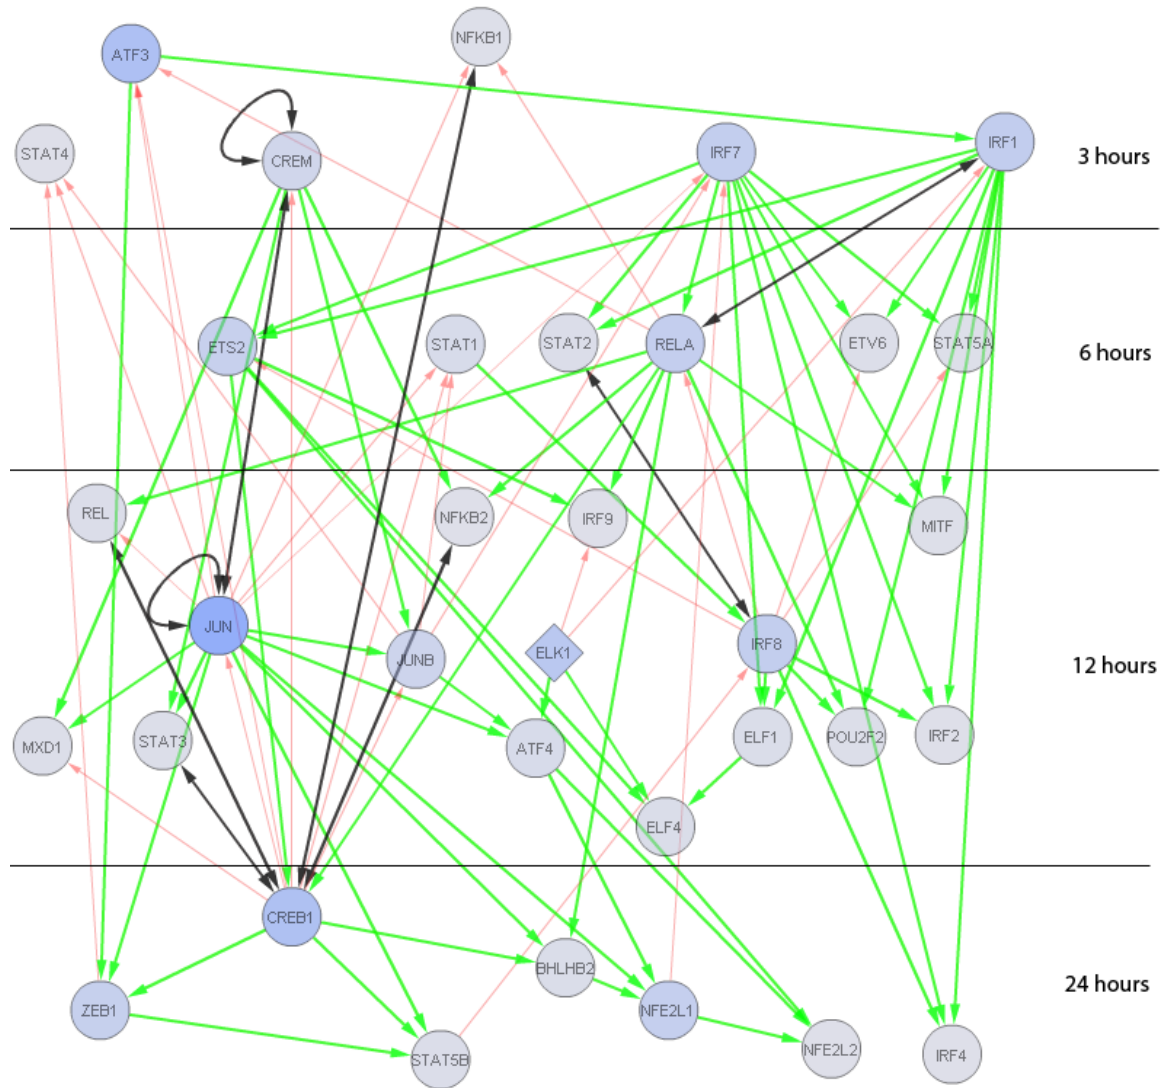 NFKB1
ATF3
IRF1
STAT4
CREM
IRF7
3 hours
ETS2
STAT1
STAT2
RELA
ETV6
STAT5A
6 hours
REL
NFKB2
IRF9
MITF
JUN
JUNB
ELK1
IRF8
12 hours
MXD1
STAT3
ATF4
ELF1
POU2F2
IRF2
ELF4
CREB1
BHLHB2
24 hours
ZEB1
NFE2L1
STAT5B
NFE2L2
IRF4